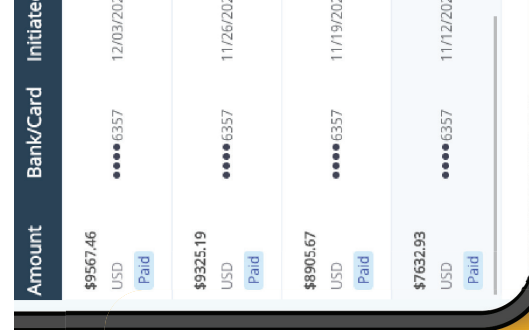 Amount Bank/Card Initiated
$9567.46
USD
Paid
•••• 6357
12/03/202
$9325.19
USD
Paid
•••• 6357
11/26/202
$8905.67
USD
Paid
•••• 6357
11/19/202
$7632.93
USD
Paid
•••• 6357
11/12/202